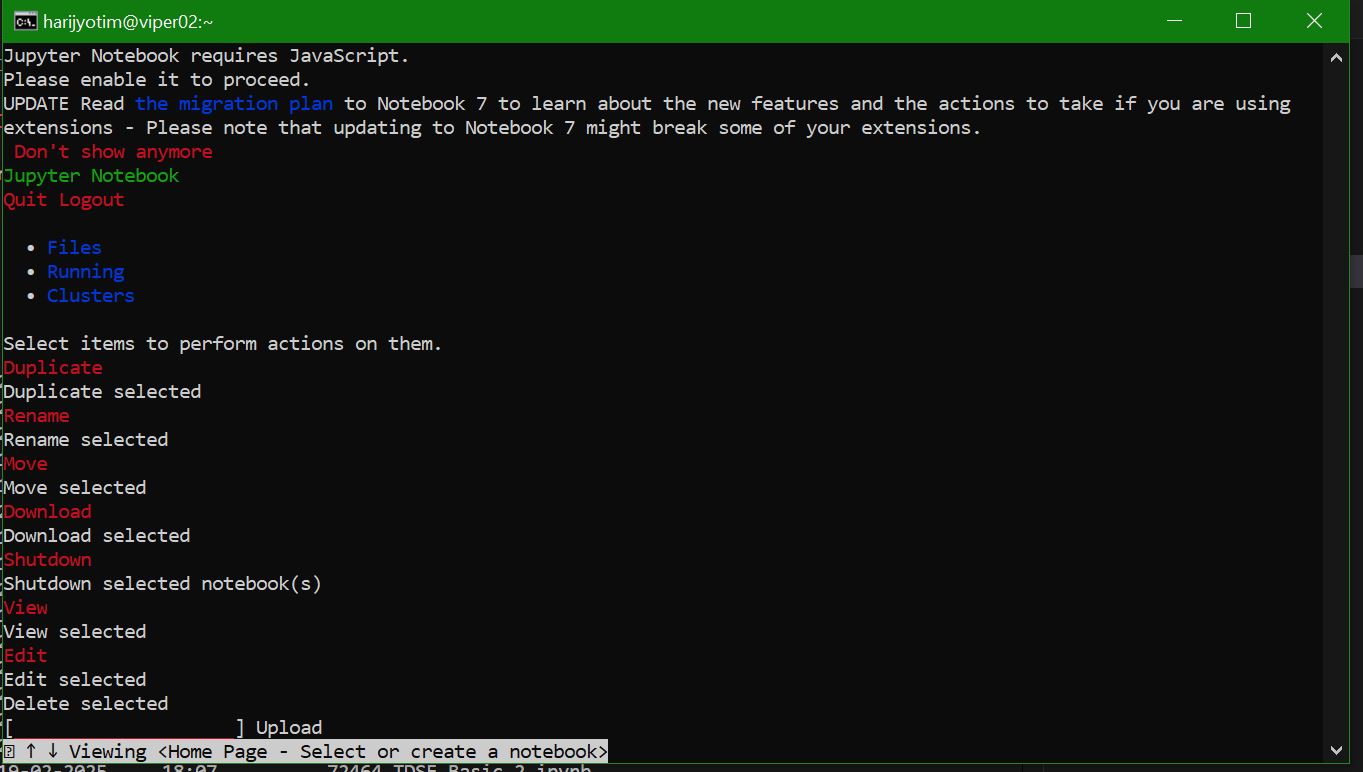 harijyotim@viper02:~
Jupyter Notebook requires JavaScript.
Please enable it to proceed.
UPDATE Read the migration plan to Notebook 7 to learn about the new features and the actions to take if you are using
extensions - Please note that updating to Notebook 7 might break some of your extensions.
Don't show anymore
Jupyter Notebook
Quit Logout
• Files
• Running
• Clusters
Select items to perform actions on them.
Duplicate
Duplicate selected
Rename
Rename selected
Move
Move selected
Download
Download selected
Shutdown
Shutdown selected notebook(s)
View
View selected
Edit
Edit selected
Delete selected
[                    ] Upload
↑ ↓ Viewing <Home Page - Select or create a notebook>
19-02-2025 18:07 72464 TDSE_Basic_2.ipynb